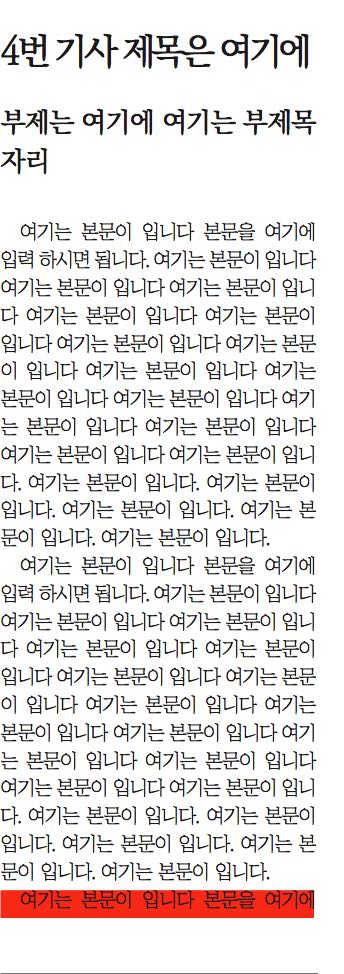 4번 기사 제목은 여기에
부제는 여기에 여기는 부제목
자리
여기는 본문이 입니다 본문을 여기에
입력 하시면 됩니다. 여기는 본문이 입니다
여기는 본문이 입니다 여기는 본문이 입니
다 여기는 본문이 입니다 여기는 본문이
입니다 여기는 본문이 입니다 여기는 본문
이 입니다 여기는 본문이 입니다 여기는
본문이 입니다 여기는 본문이 입니다 여기
는 본문이 입니다 여기는 본문이 입니다
여기는 본문이 입니다 여기는 본문이 입니
다. 여기는 본문이 입니다. 여기는 본문이
입니다. 여기는 본문이 입니다. 여기는 본
문이 입니다. 여기는 본문이 입니다.
여기는 본문이 입니다 본문을 여기에
입력 하시면 됩니다. 여기는 본문이 입니다
여기는 본문이 입니다 여기는 본문이 입니
다 여기는 본문이 입니다 여기는 본문이
입니다 여기는 본문이 입니다 여기는 본문
이 입니다 여기는 본문이 입니다 여기는
본문이 입니다 여기는 본문이 입니다 여기
는 본문이 입니다 여기는 본문이 입니다
여기는 본문이 입니다 여기는 본문이 입니
다. 여기는 본문이 입니다. 여기는 본문이
입니다. 여기는 본문이 입니다. 여기는 본
문이 입니다. 여기는 본문이 입니다.
여기는 본문이 입니다 본문을 여기에